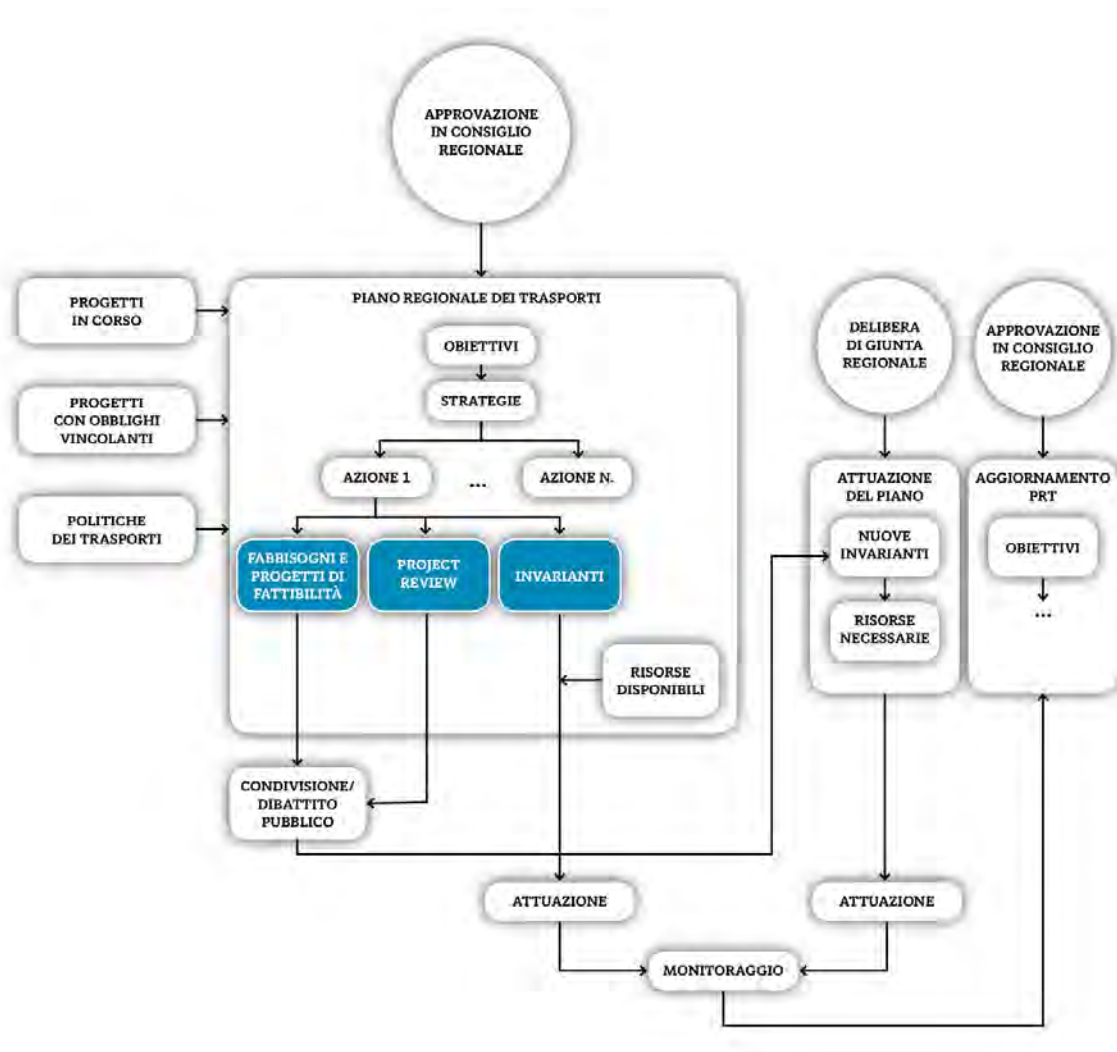 APPROVAZIONE
IN CONSIGLIO
REGIONALE
PROGETTI
IN CORSO
PROGETTI
CON OBBLIGHI
VINCOLANTI
POLITICHE
DEI TRASPORTI
PIANO REGIONALE DEI TRASPORTI
OBIETTIVI
STRATEGIE
AZIONE 1
...
AZIONE N.
FABBISOGNI E
PROGETTI DI
FATTIBILITÀ
PROJECT
REVIEW
INVARIANTI
RISORSE
DISPONIBILI
CONDIVISIONE/
DIBATTITO
PUBBLICO
DELIBERA
DI GIUNTA
REGIONALE
ATTUAZIONE
DEL PIANO
NUOVE
INVARIANTI
RISORSE
NECESSARIE
APPROVAZIONE
IN CONSIGLIO
REGIONALE
AGGIORNAMENTO
PRT
OBIETTIVI
...
ATTUAZIONE
ATTUAZIONE
MONITORAGGIO